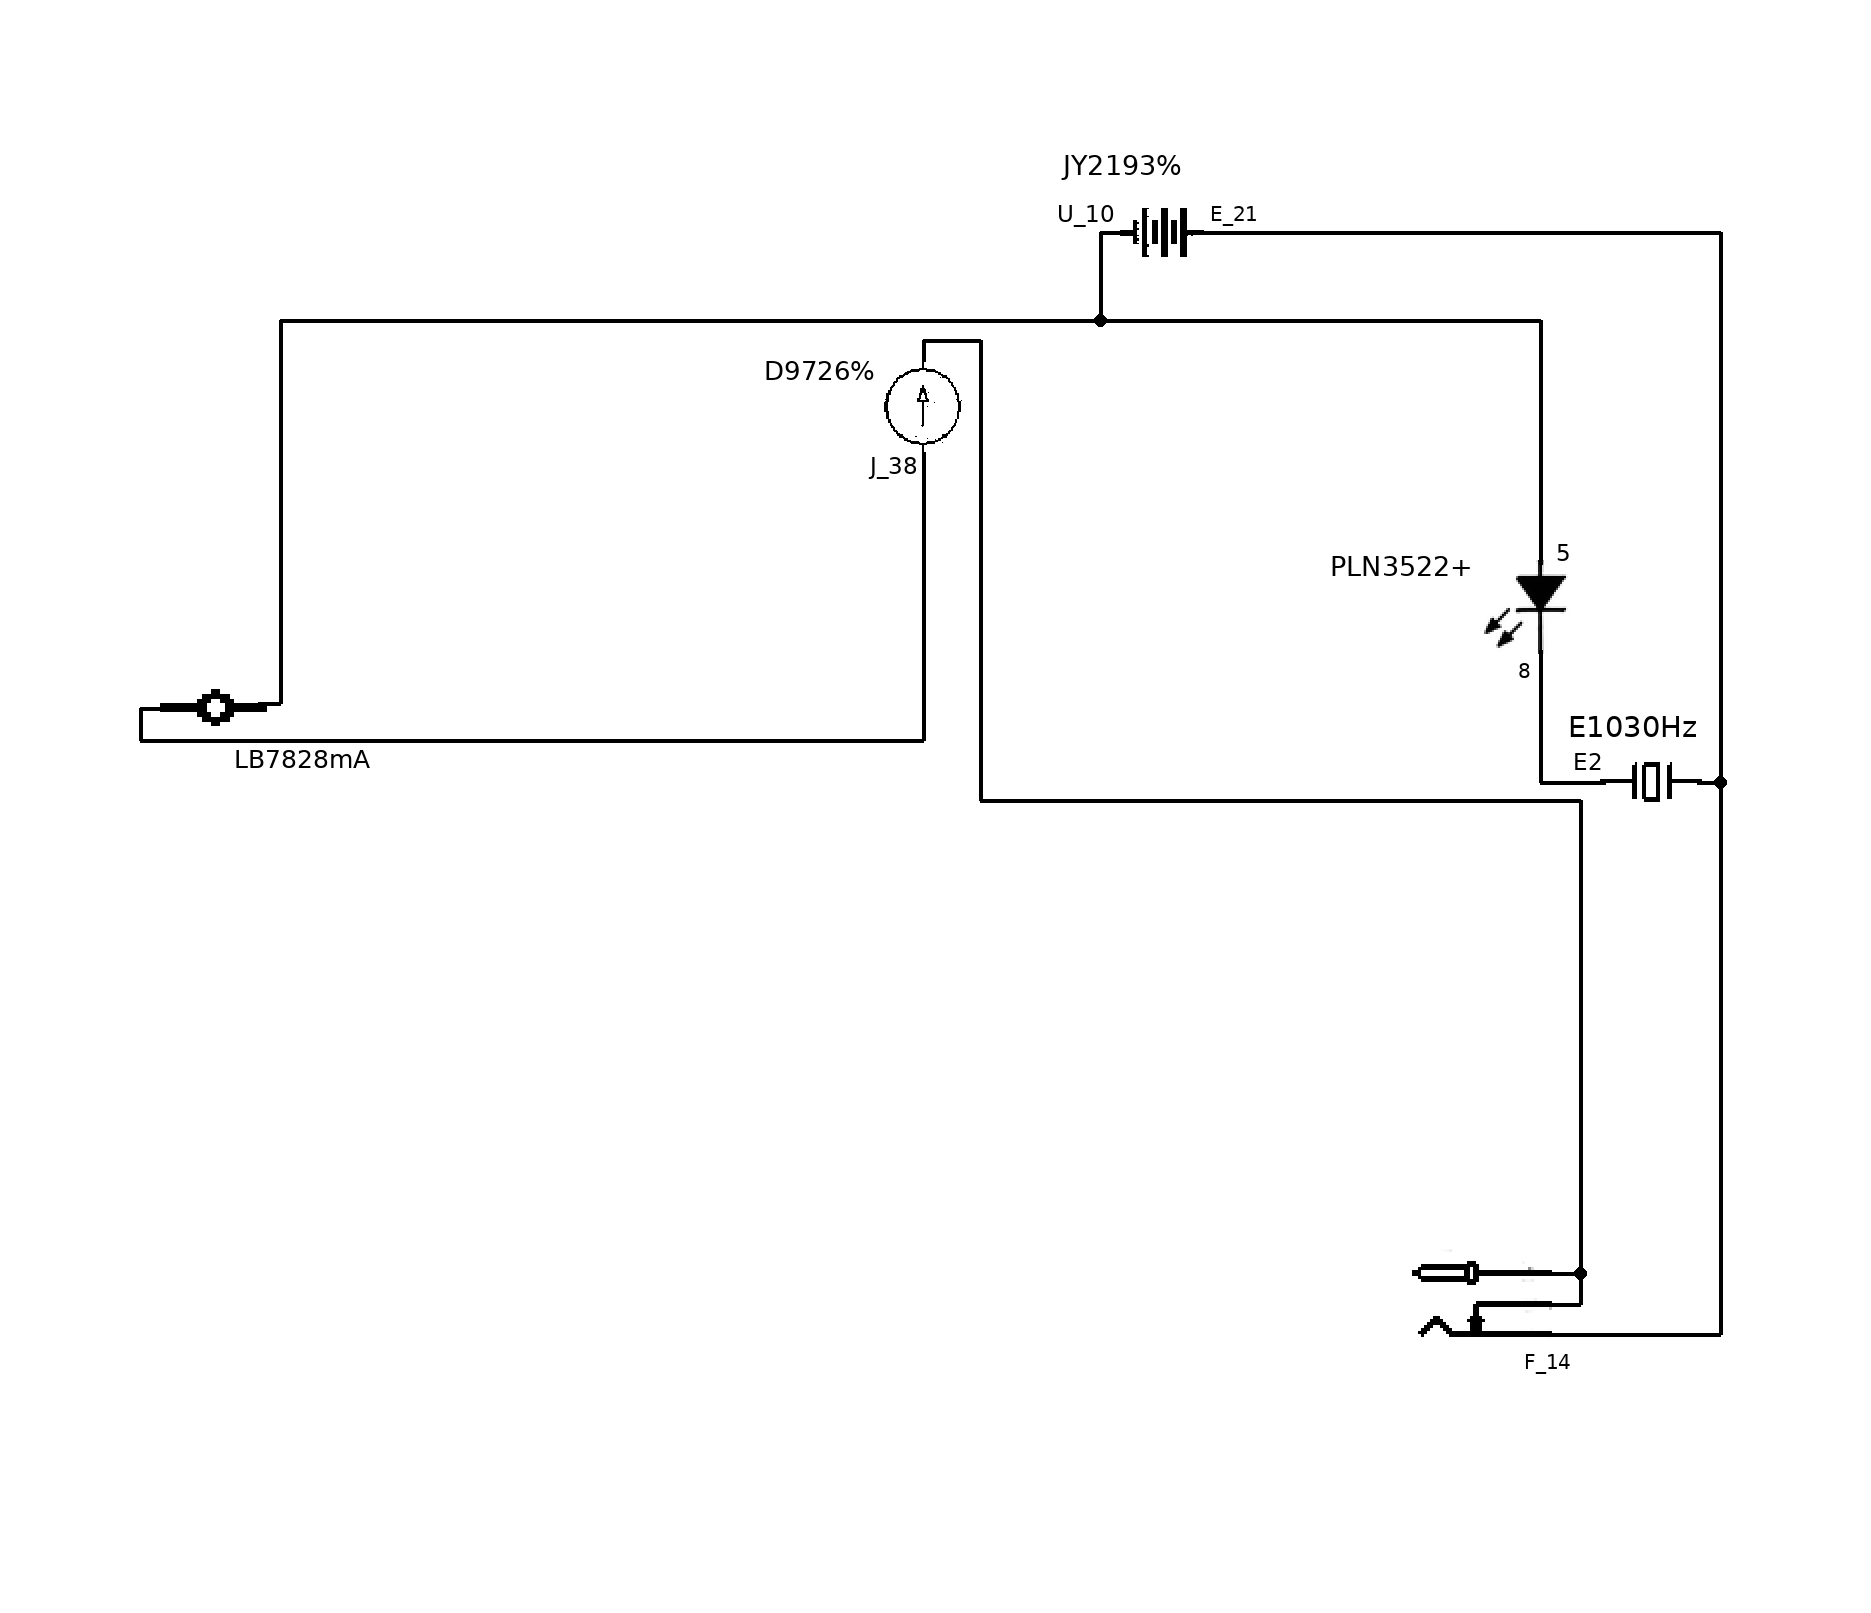 JY2193%
U_10
E_21
D9726%
J_38
5
PLN3522+
8
E1030Hz
E2
LB7828mA
F_14